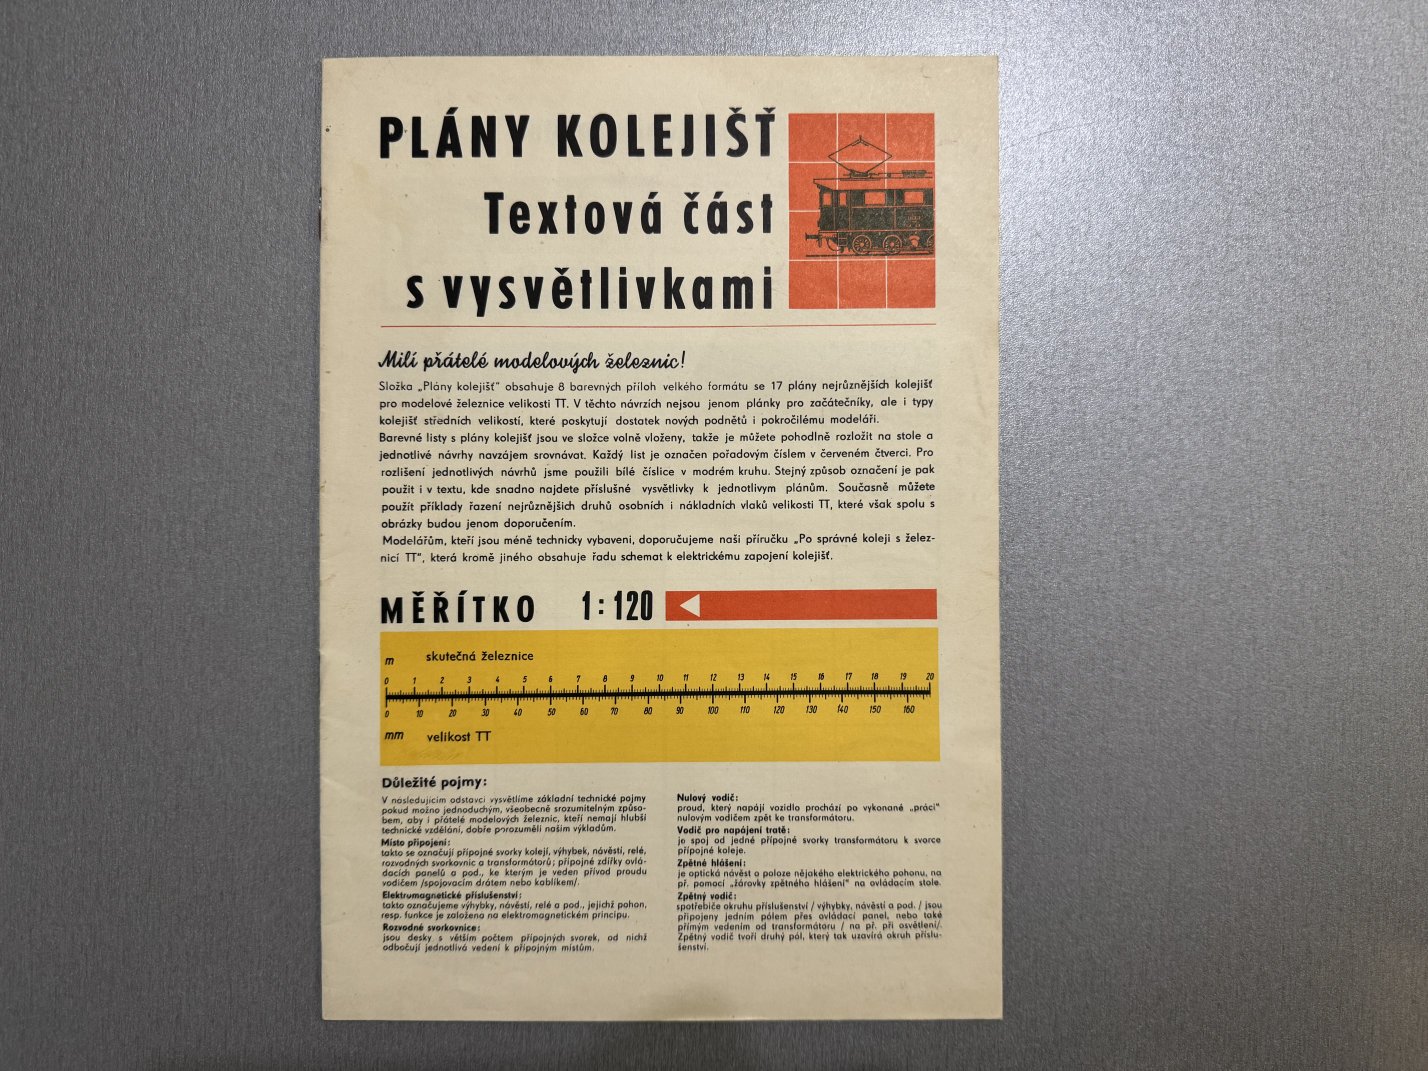 PLÁNY KOLEJIŠŤ
Textová část
s vysvětlivkami
Milí přátelé modelových železnic!
Složka „Plány kolejišť" obsahuje 8 barevných příloh velkého formátu se 17 plány nejrůznějších kolejišť
pro modelové železnice velikosti TT. V těchto návrzích nejsou jenom plánky pro začátečníky, ale i typy
kolejišť středních velikostí, které poskytují dostatek nových podnětů i pokročilému modeláři.
Barevné listy s plány kolejišť jsou ve složce volně vloženy, takže je můžete pohodlně rozložit na stole a
jednotlivé návrhy navzájem srovnávat. Každý list je označen pořadovým číslem v červeném čtverci. Pro
rozlišení jednotlivých návrhů jsme použili bílé číslice v modrém kruhu. Stejný způsob označení je pak
použit i v textu, kde snadno najdete příslušné vysvětlivky k jednotlivym plánům. Současně můžete
použít příklady řazení nejrůznějších druhů osobních i nákladních vlaků velikosti TT, které však spolu s
obrázky budou jenom doporučením.
Modelářům, kteří jsou méně technicky vybaveni, doporučujeme naši příručku „Po správné koleji s želez-
nicí TT", která kromě jiného obsahuje řadu schemat k elektrickému zapojení kolejišť.
MĚŘÍTKO 1:120
m skutečná železnice
0 1 2 3 4 5 6 7 8 9 10 11 12 13 14 15 16 17 18 19 20
0 10 20 30 40 50 60 70 80 90 100 110 120 130 140 150 160
mm velikost TT
Důležité pojmy:
V následujícím odstavci vysvětlíme základní technické pojmy
pokud možno jednoduchým, všeobecně srozumitelným způso-
bem, aby i přátelé modelových železnic, kteří nemají hlubší
technické vzdělání, dobře porozuměli našim výkladům.
Místo připojení:
takto se označují přípojné svorky kolejí, výhybek, návěstí, relé,
rozvodných svorkovnic a transformátorů; přípojné zdířky ovlá-
dacích panelů a pod., ke kterým je veden přívod proudu
vodičem /spojovacím drátem nebo kablíkem/.
Elektromagnetické příslušenství:
takto označujeme výhybky, návěstí, relé a pod., jejichž pohon,
resp. funkce je založena na elektromagnetickém principu.
Rozvodné svorkovnice:
jsou desky s větším počtem přípojných svorek, od nichž
odbočují jednotlivá vedení k přípojným místům.
Nulový vodič:
proud, který napájí vozidlo prochází po vykonané „práci"
nulovým vodičem zpět ke transformátoru.
Vodič pro napájení tratě:
je spoj od jedné přípojné svorky transformátoru k svorce
přípojné koleje.
Zpětné hlášení:
je optická návěst o poloze nějakého elektrického pohonu, na
př. pomocí „žárovky zpětného hlášení" na ovládacím stole.
Zpětný vodič:
spotřebiče okruhu příslušenství / výhybky, návěstí a pod. / jsou
připojeny jedním pólem přes ovládací panel, nebo také
přímým vedením od transformátoru / na př. při osvětlení/.
Zpětný vodič tvoří druhý pól, který tak uzavírá okruh příslu-
šenství.